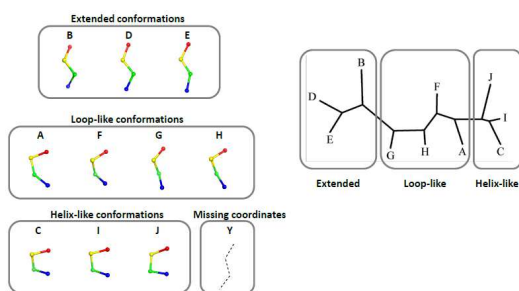 Extended conformations
B D E
Loop-like conformations
A F G H
Helix-like conformations
C I J
Missing coordinates
Y
B
D
E
F
G
H
A
J
I
C
Extended Loop-like Helix-like